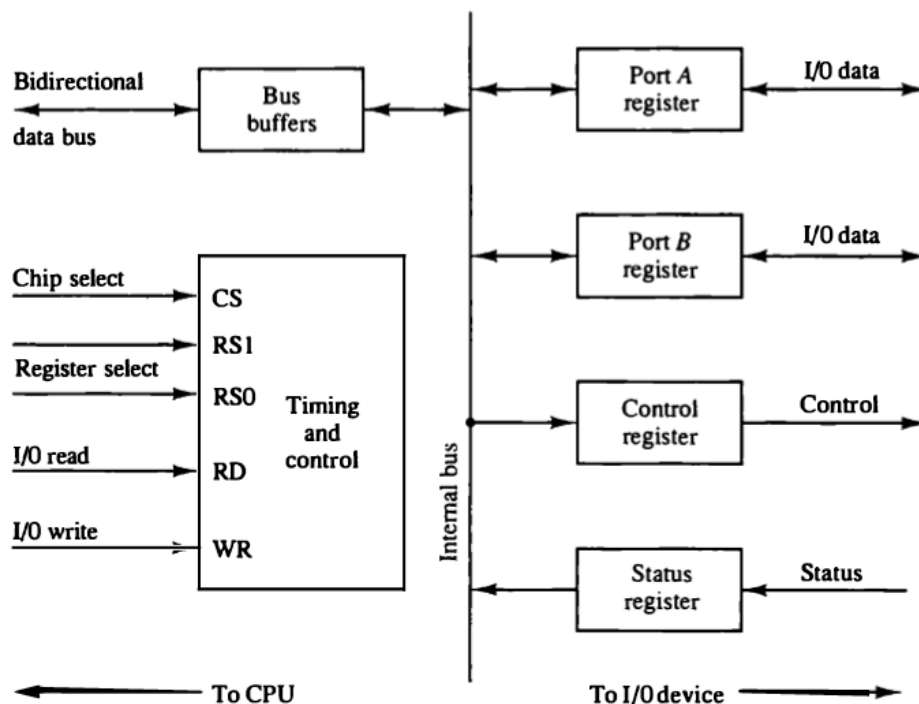 Bidirectional
data bus
Bus
buffers
Port A
register
I/O data
Port B
register
I/O data
Chip select
CS
RS1
Register select
RS0
I/O read
RD
I/O write
WR
Timing
and
control
Internal bus
Control
register
Control
Status
register
Status
To CPU
To I/O device